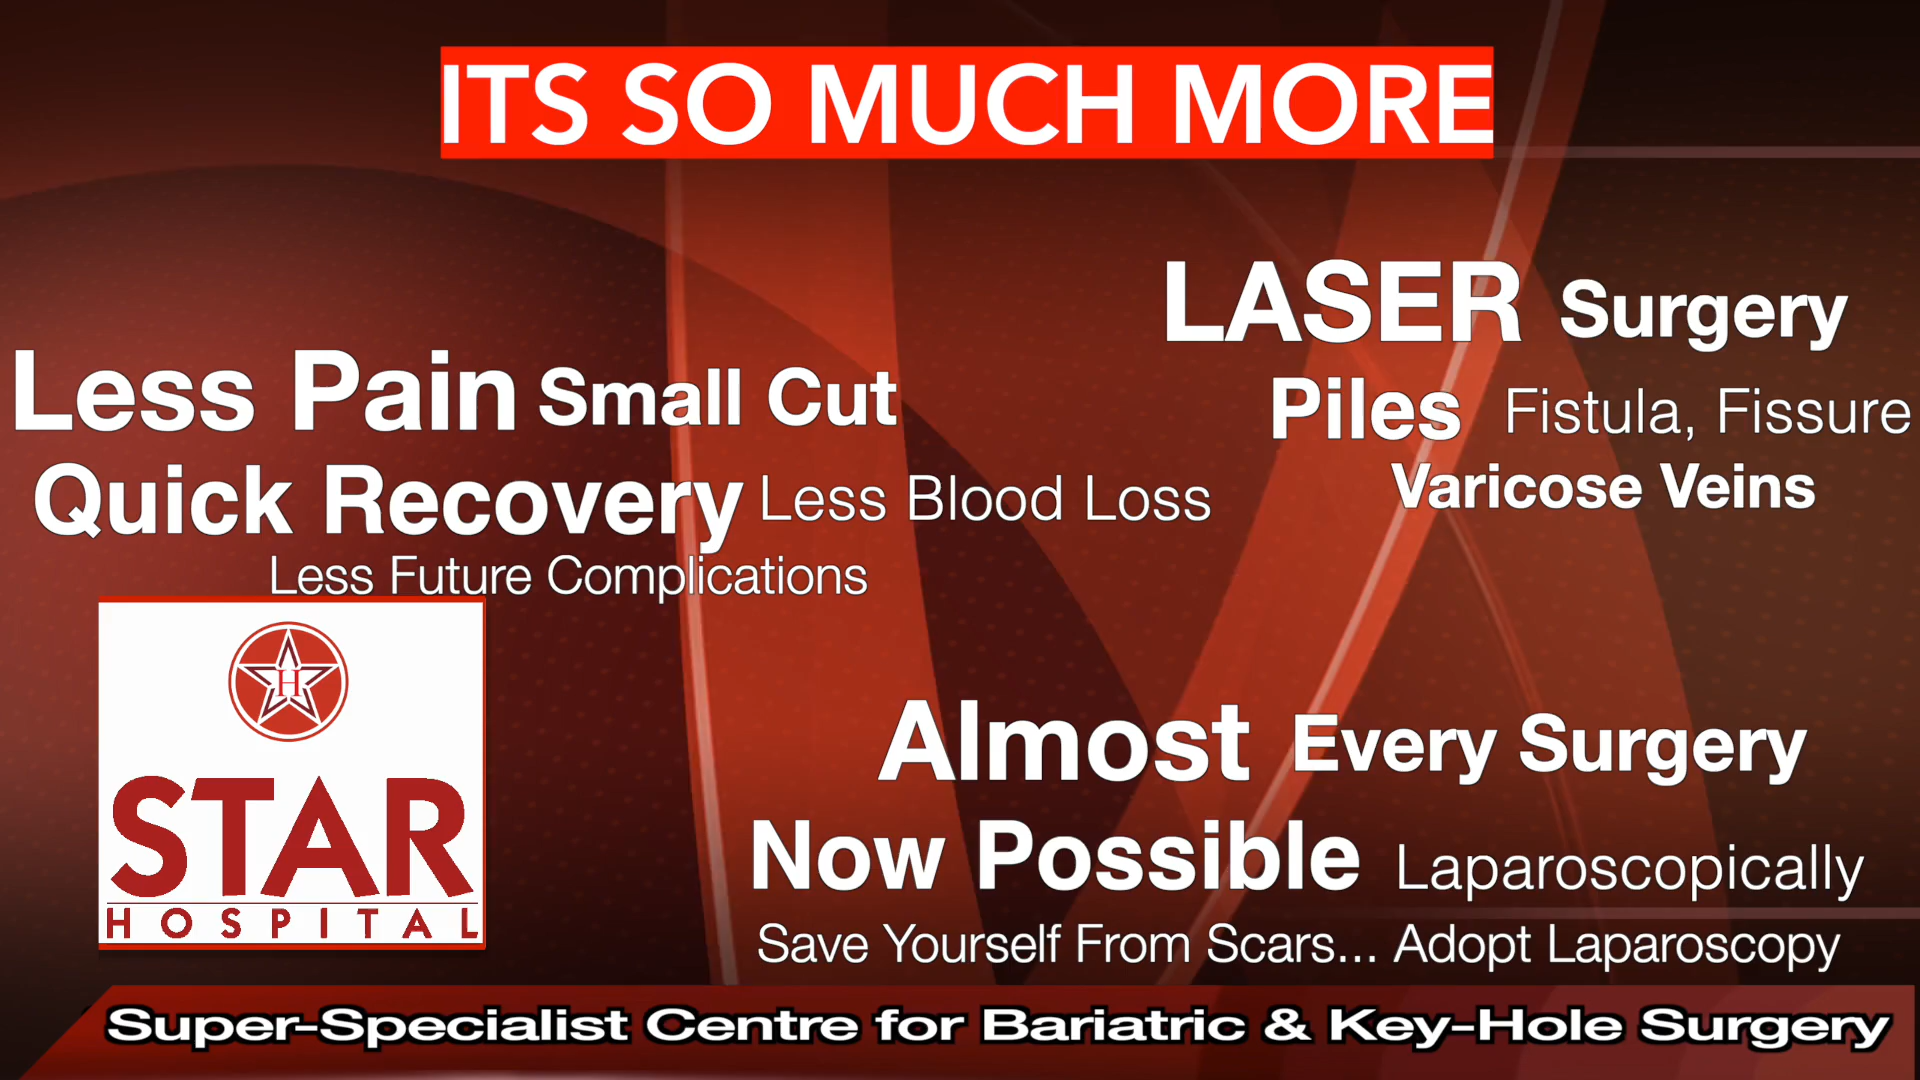 ITS SO MUCH MORE
LASER Surgery
Piles Fistula, Fissure
Varicose Veins
Less Pain Small Cut
Quick Recovery Less Blood Loss
Less Future Complications
H
STAR
HOSPITAL
Almost Every Surgery
Now Possible Laparoscopically
Save Yourself From Scars... Adopt Laparoscopy
Super-Specialist Centre for Bariatric & Key-Hole Surgery